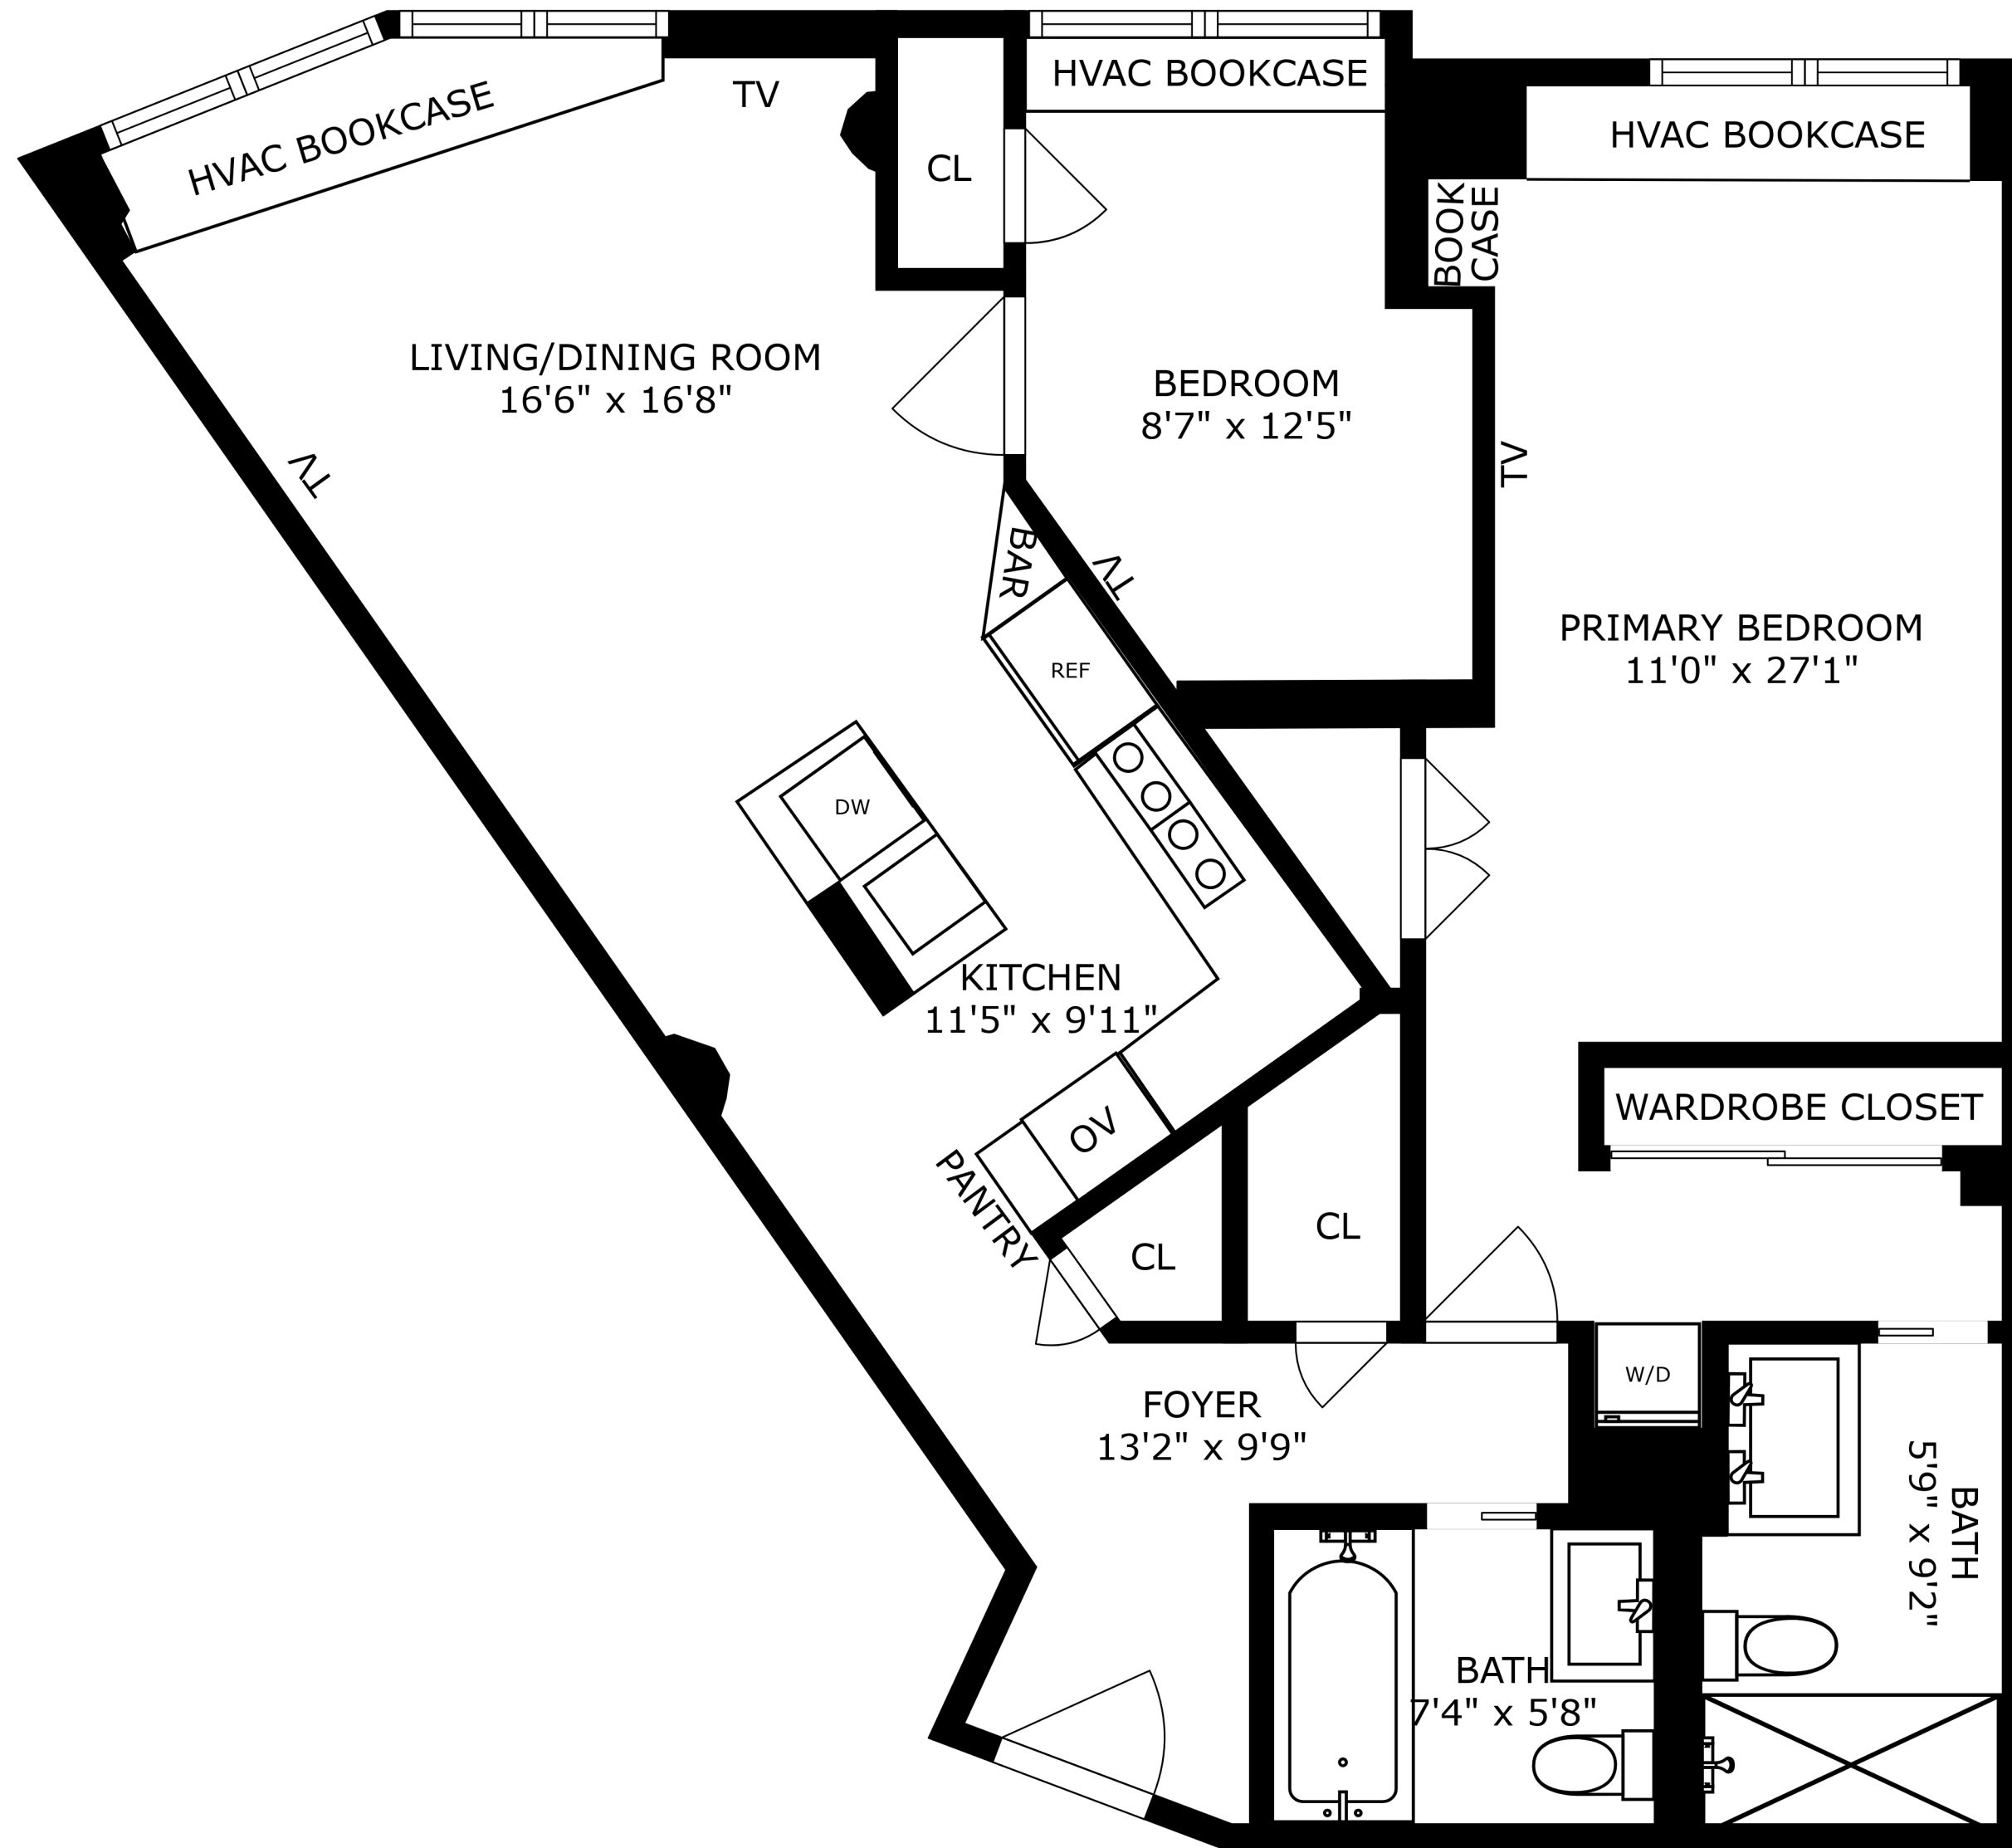 HVAC BOOKCASE
HVAC BOOKCASE
HVAC BOOKCASE
TV
CL
BOOK
CASE
LIVING/DINING ROOM
16'6" x 16'8"
BEDROOM
8'7" x 12'5"
TV
TV
BAR
TV
PRIMARY BEDROOM
11'0" x 27'1"
REF
DW
KITCHEN
11'5" x 9'11"
WARDROBE CLOSET
OV
PANTRY
CL
CL
W/D
FOYER
13'2" x 9'9"
BATH
5'9" x 9'2"
BATH
7'4" x 5'8"